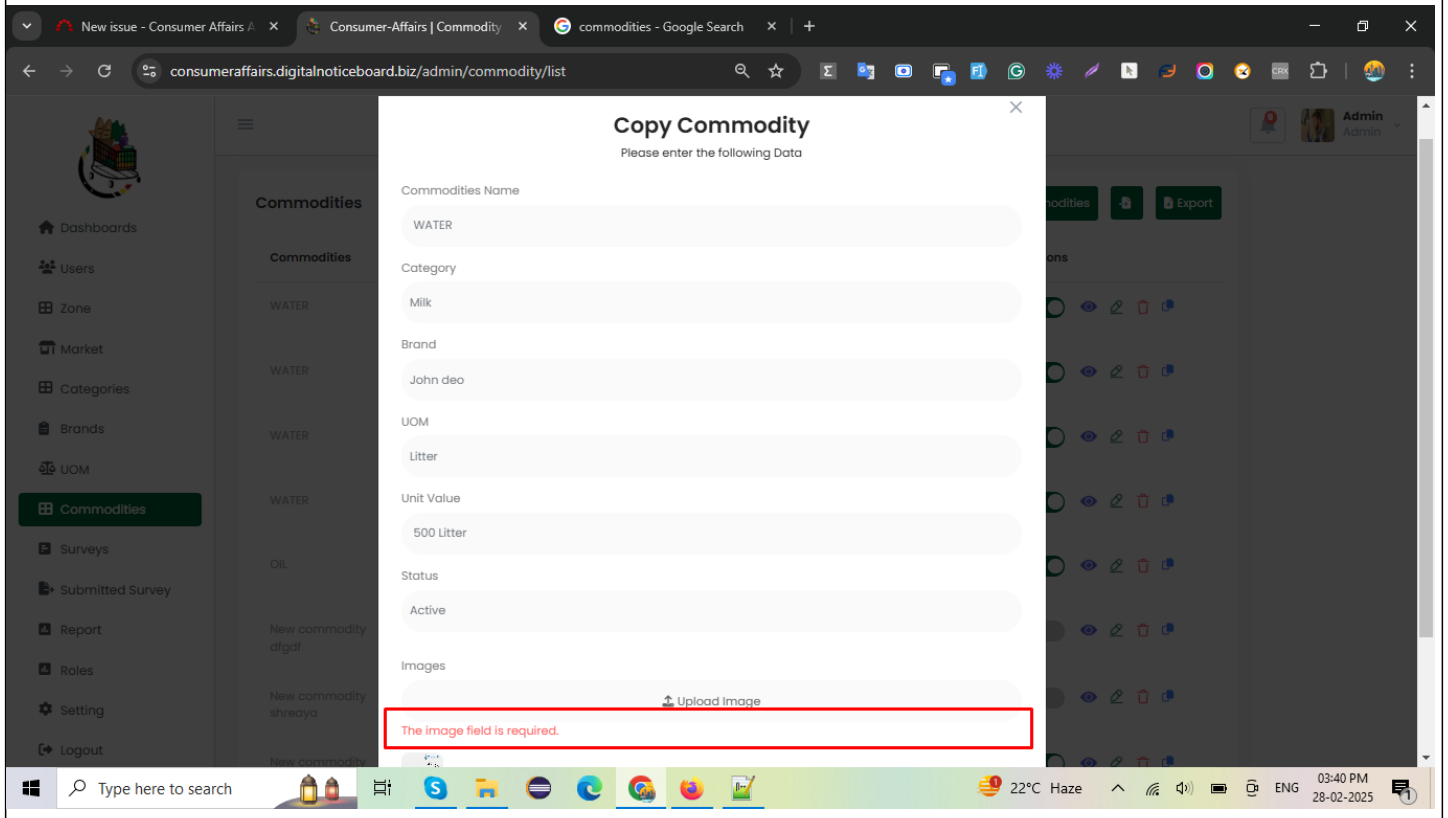 New issue - Consumer Affairs A
Consumer-Affairs | Commodity
commodities - Google Search
consumeraffairs.digitalnoticeboard.biz/admin/commodity/list
CRX
Copy Commodity
Please enter the following Data
Admin
Admin
Dashboards
Users
Zone
Market
Categories
Brands
UOM
Commodities
Surveys
Submitted Survey
Report
Roles
Setting
Logout
Commodities
modities
Export
Commodities
ons
WATER
WATER
WATER
WATER
OIL
New commodity
dfgdf
New commodity
shreaya
New commodity
Commodities Name
WATER
Category
Milk
Brand
John deo
UOM
Litter
Unit Value
500 Litter
Status
Active
Images
Upload Image
The image field is required.
Type here to search
22°C Haze
ENG
03:40 PM
28-02-2025
1